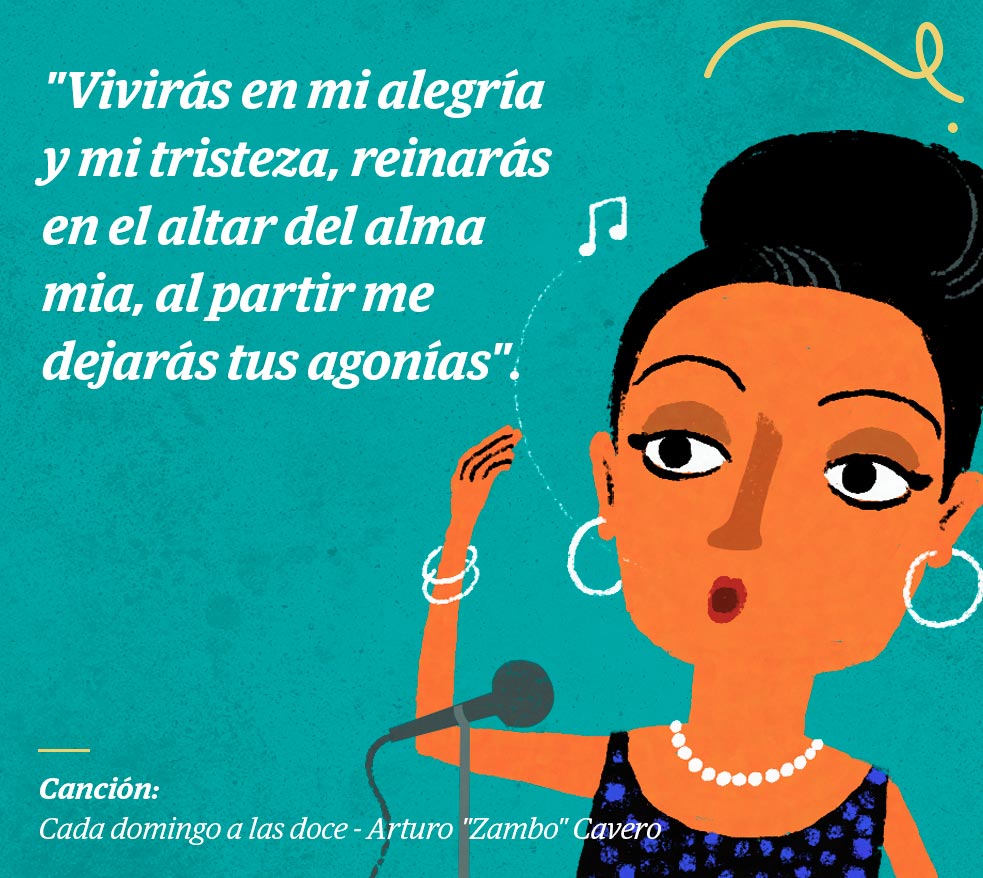 "Vivirás en mi alegría
y mi tristeza, reinarás
en el altar del alma
mia, al partir me
dejarás tus agonías".
Canción:
Cada domingo a las doce - Arturo "Zambo" Cavero